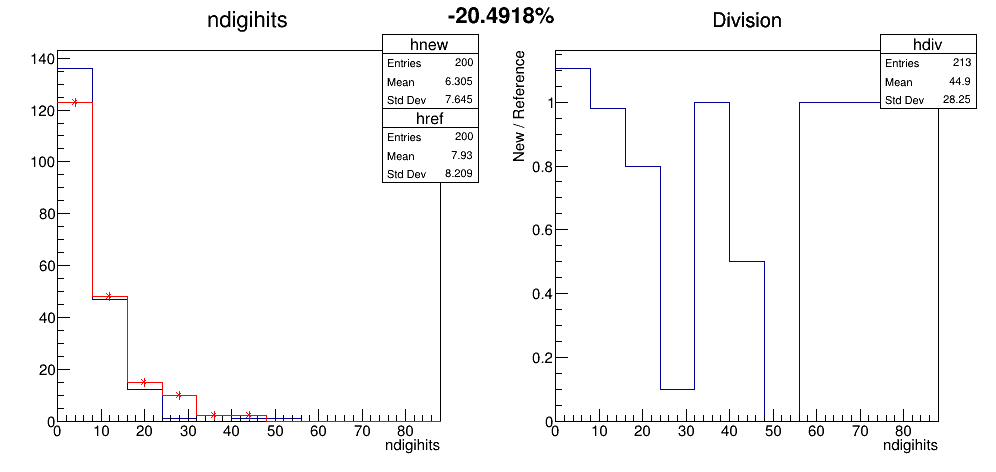 -20.4918%
ndigihits
hnew
Entries 200
Mean 6.305
Std Dev 7.645
href
Entries 200
Mean 7.93
Std Dev 8.209
140
120
100
80
60
40
20
0
0 10 20 30 40 50 60 70 80
ndigihits
Division
hdiv
Entries 213
Mean 44.9
Std Dev 28.25
New / Reference
1
0.8
0.6
0.4
0.2
0
0 10 20 30 40 50 60 70 80
ndigihits